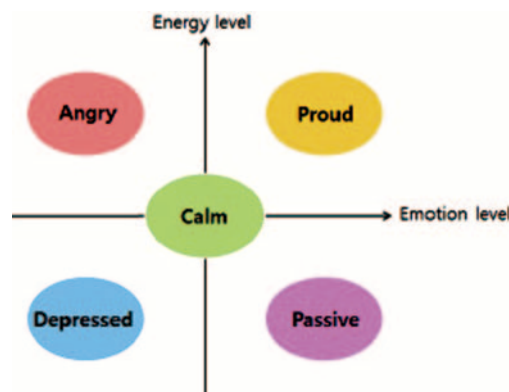 Energy level
Angry
Proud
Calm
Emotion level
Depressed
Passive